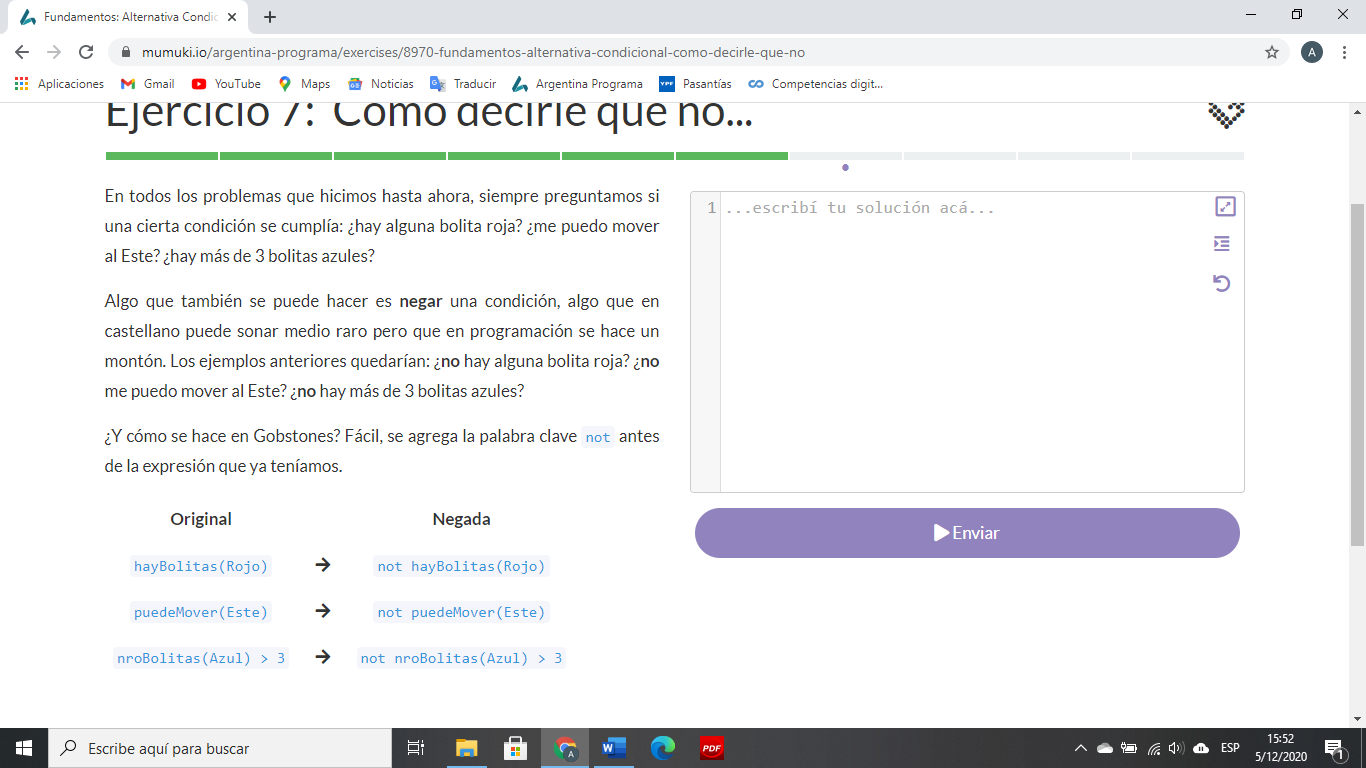 Fundamentos: Alternativa Condic
mumuki.io/argentina-programa/exercises/8970-fundamentos-alternativa-condicional-como-decirle-que-no
A
Aplicaciones Gmail YouTube Maps Noticias Traducir Argentina Programa YPF Pasantías Competencias digit...
Ejercicio 7: Cómo decirle que no...
En todos los problemas que hicimos hasta ahora, siempre preguntamos si
una cierta condición se cumplía: ¿hay alguna bolita roja? ¿me puedo mover
al Este? ¿hay más de 3 bolitas azules?
Algo que también se puede hacer es negar una condición, algo que en
castellano puede sonar medio raro pero que en programación se hace un
montón. Los ejemplos anteriores quedarían: ¿no hay alguna bolita roja? ¿no
me puedo mover al Este? ¿no hay más de 3 bolitas azules?
¿Y cómo se hace en Gobstones? Fácil, se agrega la palabra clave not antes
de la expresión que ya teníamos.
Original Negada
hayBolitas(Rojo) → not hayBolitas(Rojo)
puedeMover(Este) → not puedeMover(Este)
nroBolitas(Azul) > 3 → not nroBolitas(Azul) > 3
1 ...escribí tu solución acá...
Enviar
Escribe aquí para buscar
A
W
PDF
ESP
15:52
5/12/2020
1